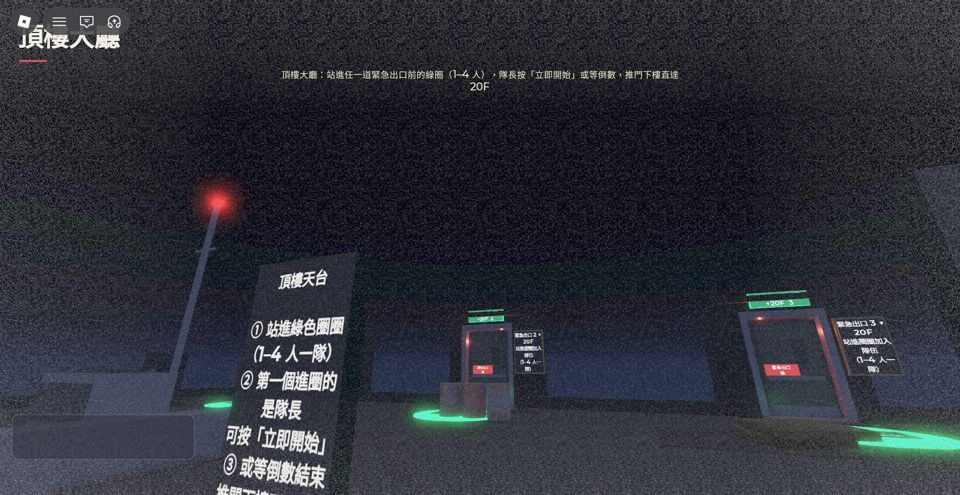 頂樓大廳
頂樓大廳：站進任一道緊急出口前的綠圈（1–4 人），隊長按「立即開始」或等倒數，推門下樓直達
20F
頂樓天台
① 站進綠色圈圈
（1–4 人一隊）
② 第一個進圈的
是隊長
可按「立即開始」
③ 或等倒數結束
緊急出口 2
20F
站進圈圈加入
隊伍
（1–4 人一
隊）
20F 3
緊急出口
緊急出口 3
20F
站進圈圈加入
隊伍
（1–4 人一
隊）